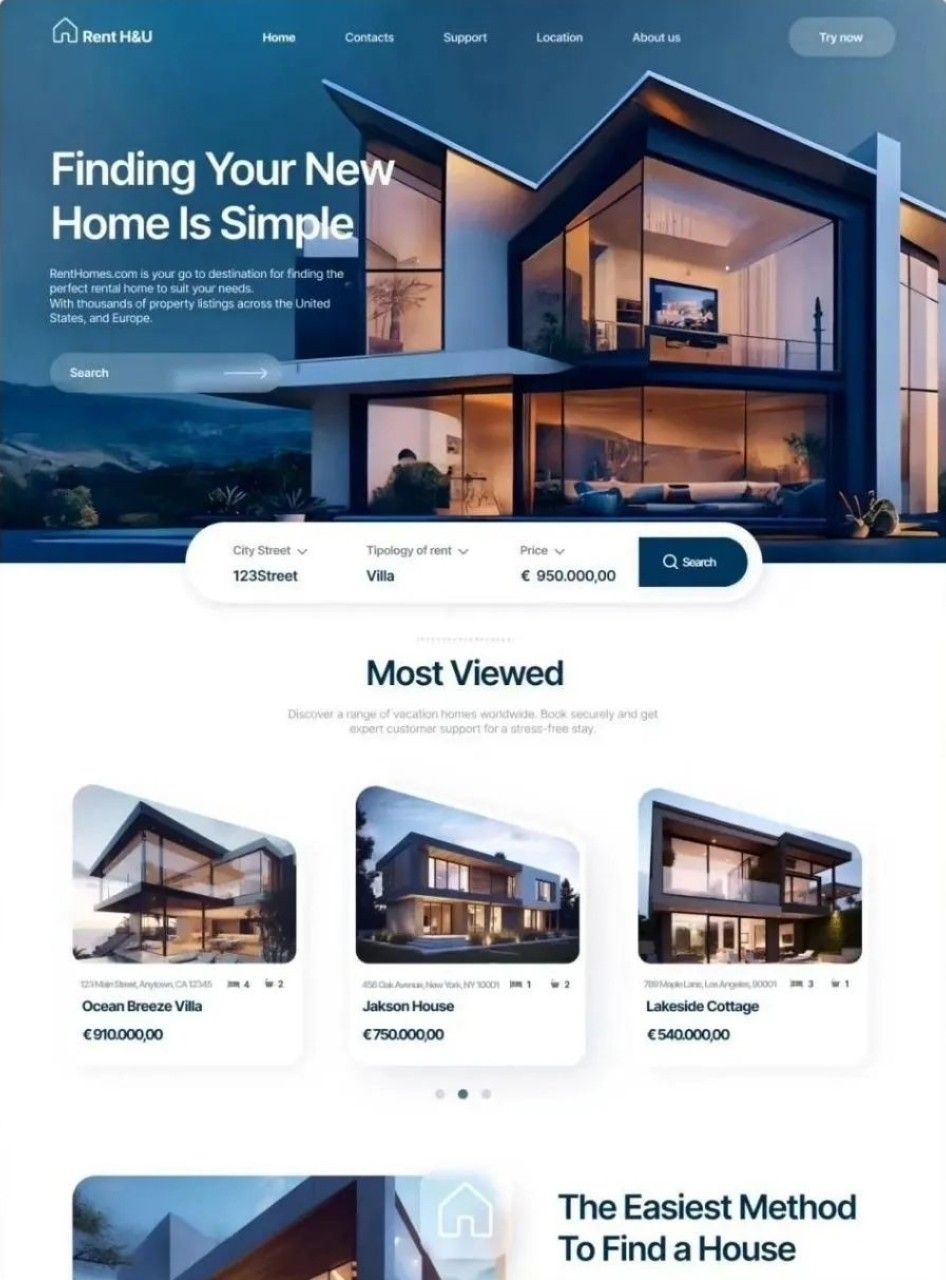 Rent H&U
Home
Contacts
Support
Location
About us
Try now
Finding Your New
Home Is Simple
RentHomes.com is your go to destination for finding the
perfect rental home to suit your needs.
With thousands of property listings across the United
States, and Europe.
Search
City Street
123Street
Tipology of rent
Villa
Price
€ 950.000,00
Search
Most Viewed
Discover a range of vacation homes worldwide. Book securely and get
expert customer support for a stress-free stay.
123 Main Street, Anytown, CA 12345
4
2
Ocean Breeze Villa
€910.000,00
456 Oak Avenue, New York, NY 10001
1
2
Jakson House
€750.000,00
789 Maple Lane, Los Angeles, 90001
3
1
Lakeside Cottage
€540.000,00
The Easiest Method
To Find a House